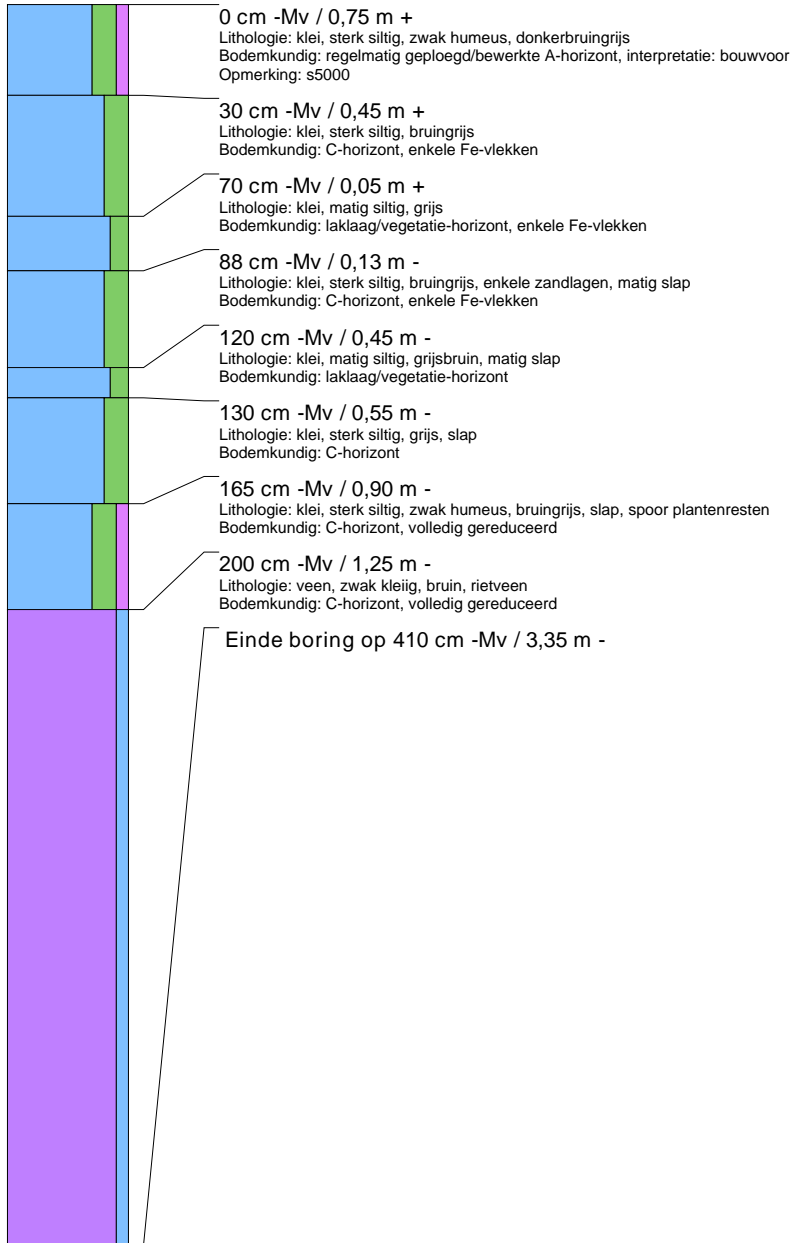 0 cm -Mv / 0,75 m +
Lithologie: klei, sterk siltig, zwak humeus, donkerbruingrijs
Bodemkundig: regelmatig geploegd/bewerkte A-horizont, interpretatie: bouwvoor
Opmerking: s5000
30 cm -Mv / 0,45 m +
Lithologie: klei, sterk siltig, bruingrijs
Bodemkundig: C-horizont, enkele Fe-vlekken
70 cm -Mv / 0,05 m +
Lithologie: klei, matig siltig, grijs
Bodemkundig: laklaag/vegetatie-horizont, enkele Fe-vlekken
88 cm -Mv / 0,13 m -
Lithologie: klei, sterk siltig, bruingrijs, enkele zandlagen, matig slap
Bodemkundig: C-horizont, enkele Fe-vlekken
120 cm -Mv / 0,45 m -
Lithologie: klei, matig siltig, grijsbruin, matig slap
Bodemkundig: laklaag/vegetatie-horizont
130 cm -Mv / 0,55 m -
Lithologie: klei, sterk siltig, grijs, slap
Bodemkundig: C-horizont
165 cm -Mv / 0,90 m -
Lithologie: klei, sterk siltig, zwak humeus, bruingrijs, slap, spoor plantenresten
Bodemkundig: C-horizont, volledig gereduceerd
200 cm -Mv / 1,25 m -
Lithologie: veen, zwak kleiig, bruin, rietveen
Bodemkundig: C-horizont, volledig gereduceerd
Einde boring op 410 cm -Mv / 3,35 m -